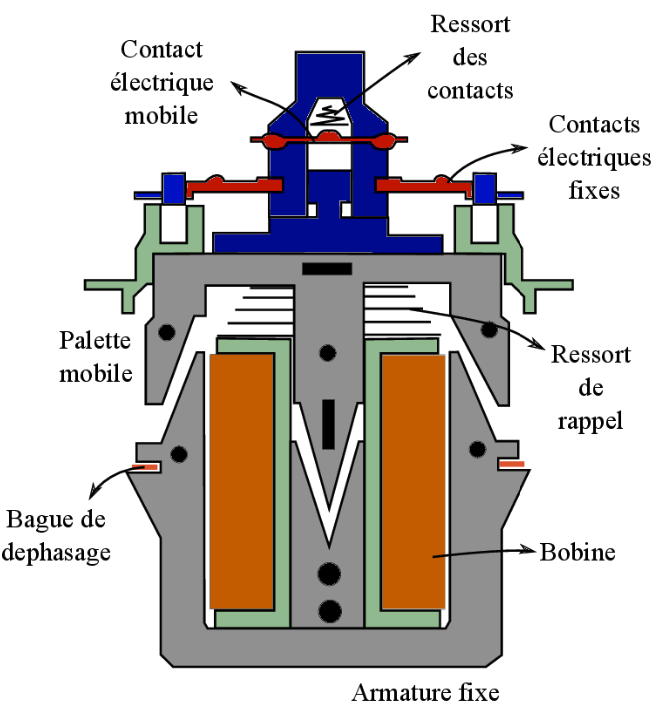 Ressort
des
contacts
Contact
électrique
mobile
Contacts
électriques
fixes
Palette
mobile
Ressort
de
rappel
Bague de
dephasage
Bobine
Armature fixe